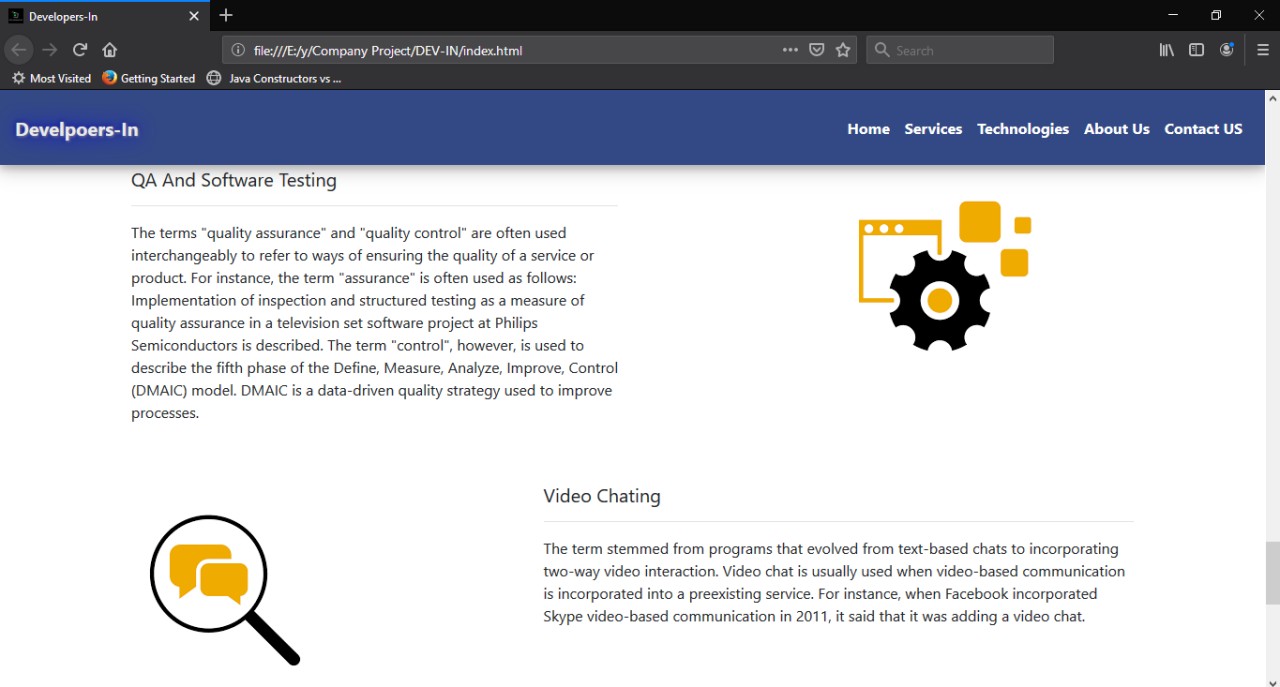 Developers-In
file:///E:/y/Company Project/DEV-IN/index.html
Search
Most Visited
Getting Started
Java Constructors vs ...
Develpoers-In
Home
Services
Technologies
About Us
Contact US
QA And Software Testing
The terms "quality assurance" and "quality control" are often used
interchangeably to refer to ways of ensuring the quality of a service or
product. For instance, the term "assurance" is often used as follows:
Implementation of inspection and structured testing as a measure of
quality assurance in a television set software project at Philips
Semiconductors is described. The term "control", however, is used to
describe the fifth phase of the Define, Measure, Analyze, Improve, Control
(DMAIC) model. DMAIC is a data-driven quality strategy used to improve
processes.
Video Chating
The term stemmed from programs that evolved from text-based chats to incorporating
two-way video interaction. Video chat is usually used when video-based communication
is incorporated into a preexisting service. For instance, when Facebook incorporated
Skype video-based communication in 2011, it said that it was adding a video chat.